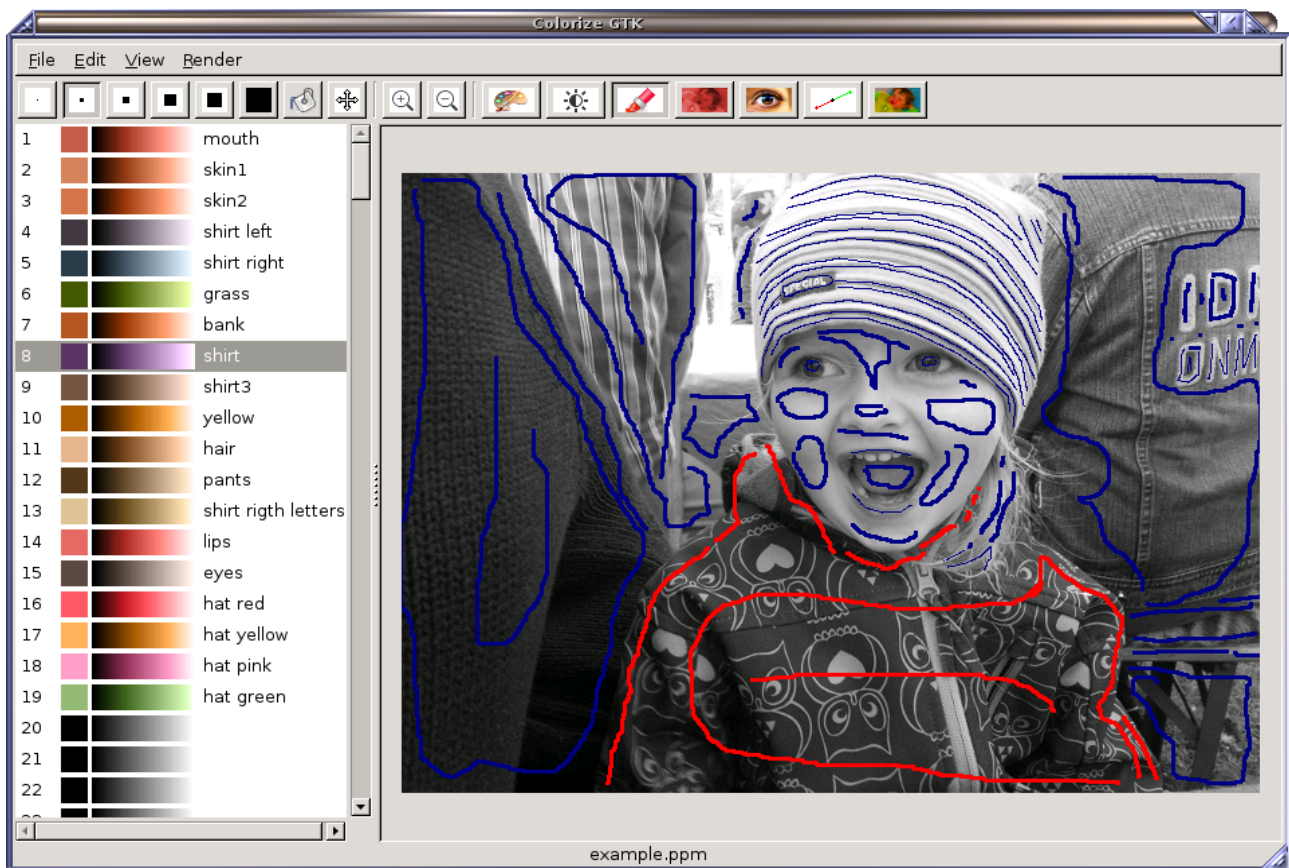 Colorize GTK
File Edit View Render
1 mouth
2 skin1
3 skin2
4 shirt left
5 shirt right
6 grass
7 bank
8 shirt
9 shirt3
10 yellow
11 hair
12 pants
13 shirt rigth letters
14 lips
15 eyes
16 hat red
17 hat yellow
18 hat pink
19 hat green
20
21
22
SPECIAL
I·D I
ONM
example.ppm